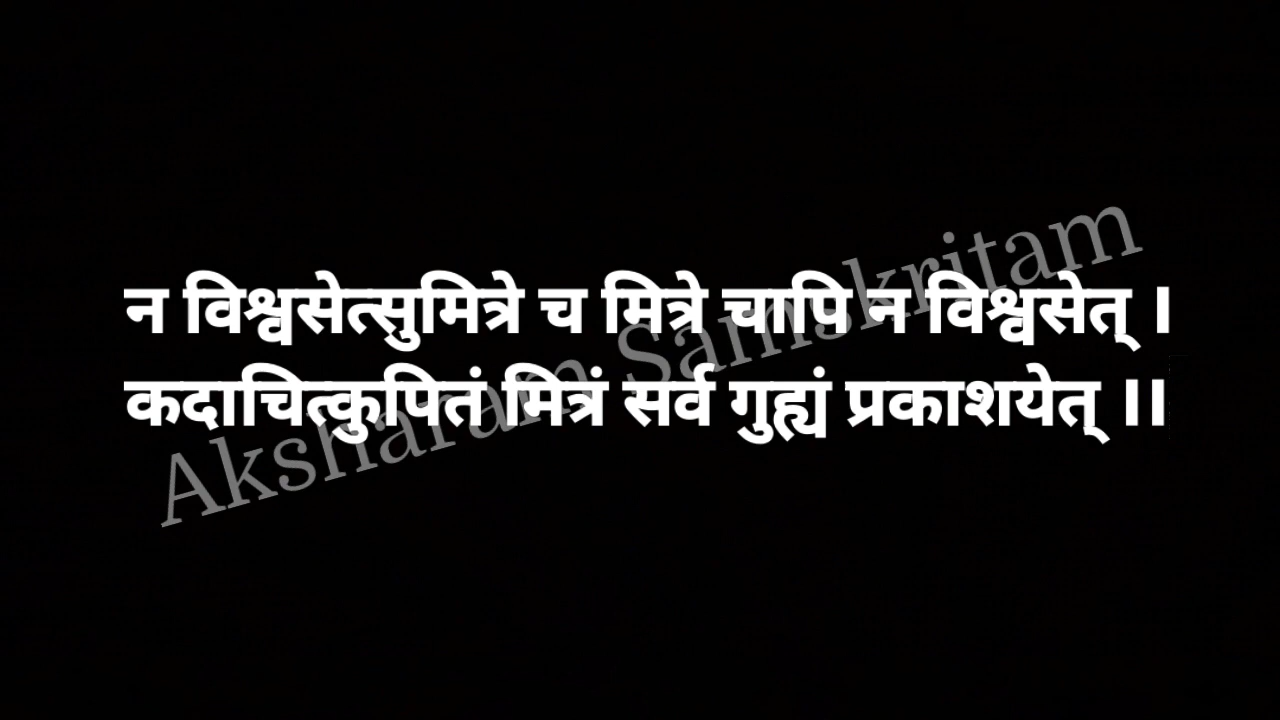 न विश्वसेत्सुमित्रे च मित्रे चापि न विश्वसेत् ।
कदाचित्कुपितं मित्रं सर्व गुह्यं प्रकाशयेत् ।।
Aksharam Samskritam